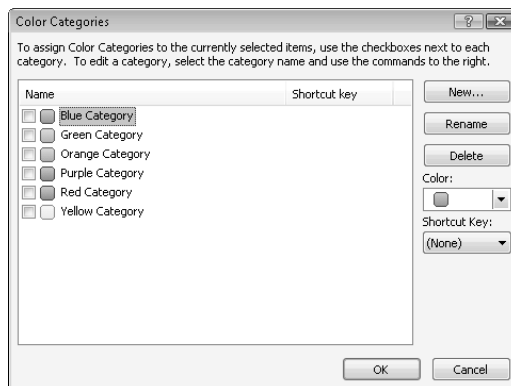 Color Categories
To assign Color Categories to the currently selected items, use the checkboxes next to each
category. To edit a category, select the category name and use the commands to the right.
Name Shortcut key
Blue Category
Green Category
Orange Category
Purple Category
Red Category
Yellow Category
New...
Rename
Delete
Color:
Shortcut Key:
(None)
OK Cancel